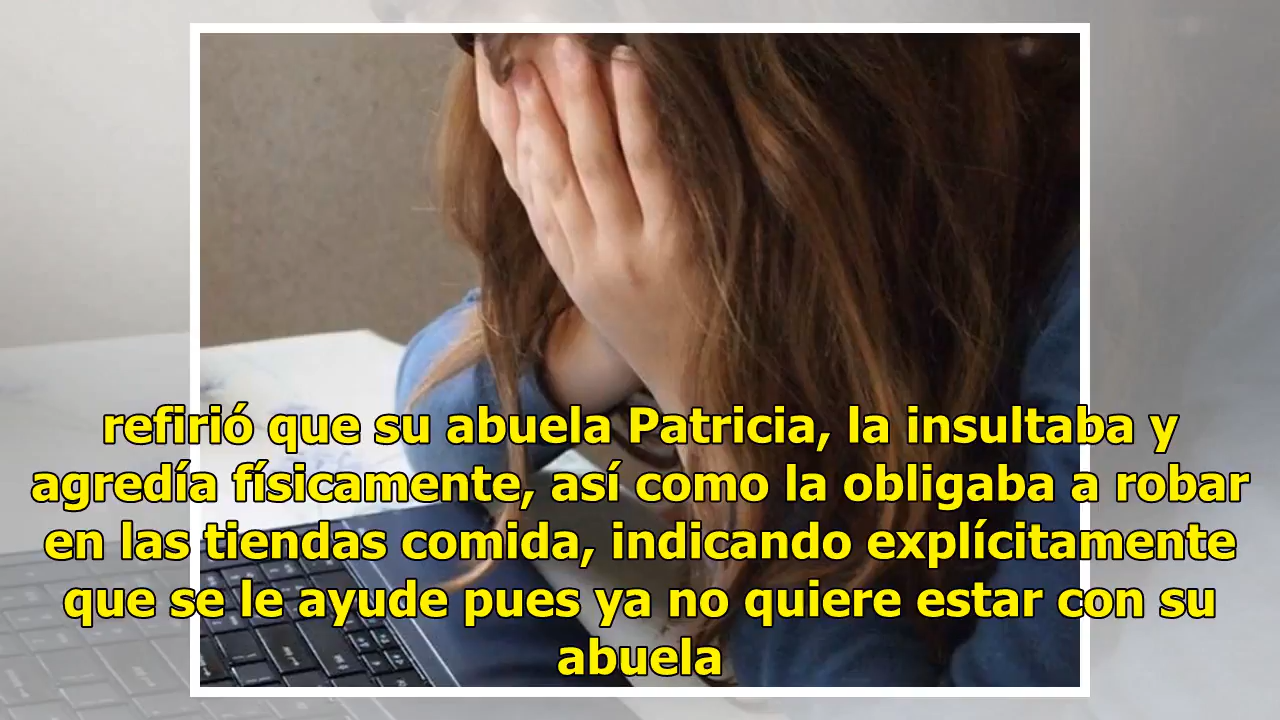 refirió que su abuela Patricia, la insultaba y
agredía físicamente, así como la obligaba a robar
en las tiendas comida, indicando explícitamente
que se le ayude pues ya no quiere estar con su
abuela